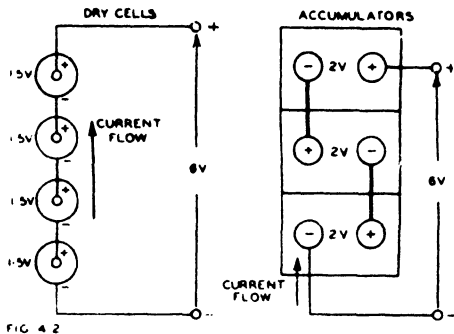 DRY CELLS
+
1.5V
+
-
1.5V
+
-
1.5V
+
-
1.5V
+
-
CURRENT
FLOW
6V
-
ACCUMULATORS
- 2V +
+
+ 2V -
6V
- 2V +
CURRENT
FLOW
-
FIG 4.2